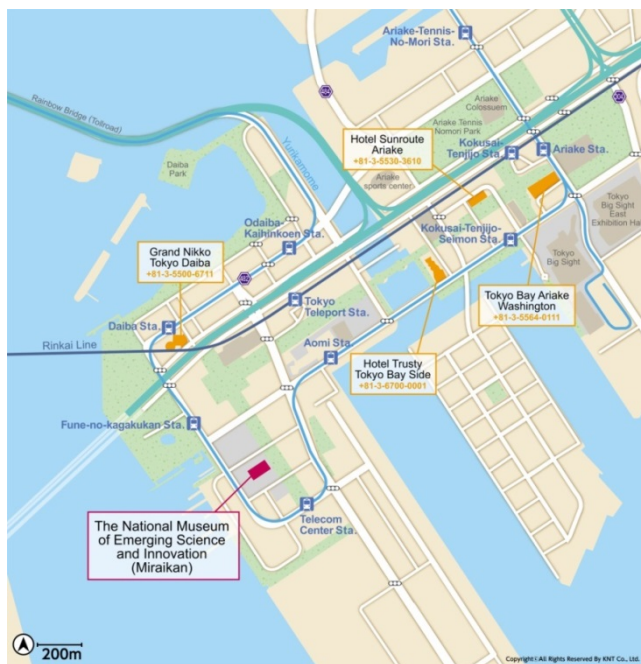 Ariake-Tennis-
No-Mori Sta.
Rainbow Bridge (Tollroad)
Yurikamome
Daiba
Park
Ariake
Colossuem
Ariake Tennis
Nomori Park
Hotel Sunroute
Ariake
+81-3-5530-3610
Kokusai-
Tenjijo Sta.
Ariake Sta.
Ariake
sports center
Odaiba-
Kaihinkoen Sta.
Kokusai-Tenjijo-
Seimon Sta.
Tokyo
Big Sight
East
Exhibition Hall
Tokyo
Big Sight
Grand Nikko
Tokyo Daiba
+81-3-5500-6711
Tokyo
Teleport Sta.
Tokyo Bay Ariake
Washington
+81-3-5564-0111
Daiba Sta.
Rinkai Line
Aomi Sta.
Hotel Trusty
Tokyo Bay Side
+81-3-6700-0001
Fune-no-kagakukan Sta.
The National Museum
of Emerging Science
and Innovation
(Miraikan)
Telecom
Center Sta.
200m
Copyright(c)All Rights Reserved By KNT Co., Ltd.